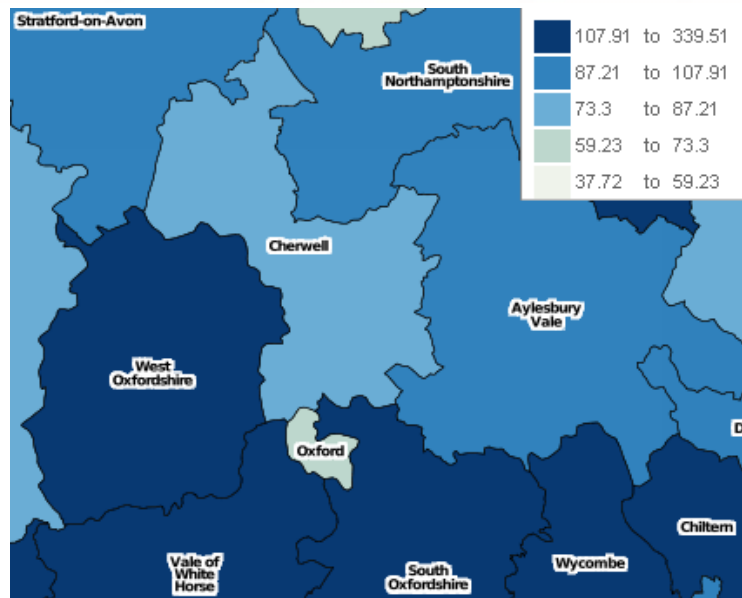 Stratford-on-Avon
South
Northamptonshire
107.91 to 339.51
87.21 to 107.91
73.3 to 87.21
59.23 to 73.3
37.72 to 59.23
Cherwell
Aylesbury
Vale
West
Oxfordshire
Oxford
D
Chiltern
Vale of
White
Horse
South
Oxfordshire
Wycombe